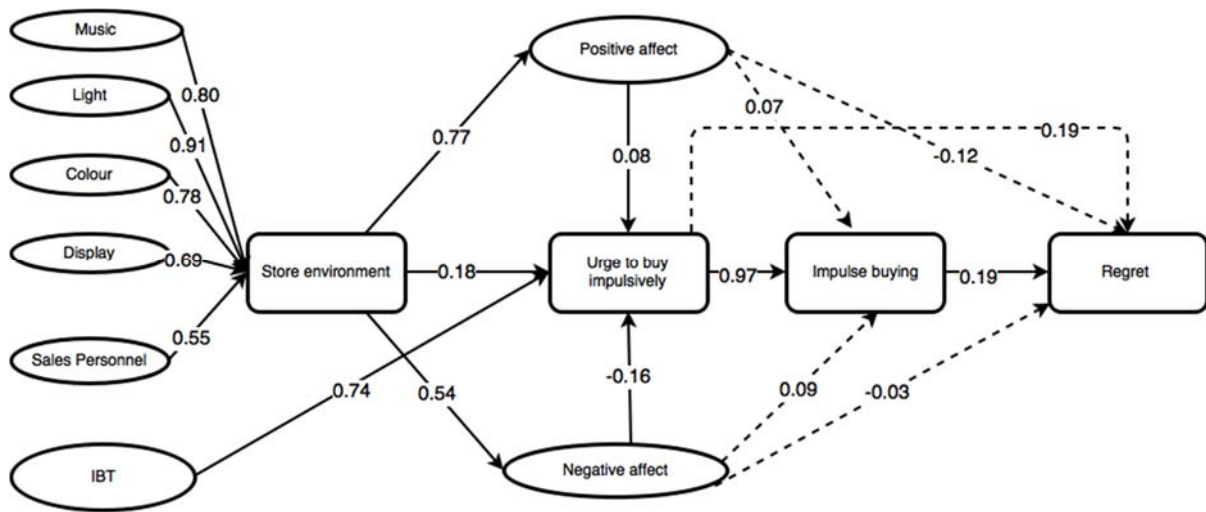 Music
Positive affect
Light
0.80
0.07
0.91
0.77
0.19
Colour
0.08
-0.12
0.78
Display
0.69
Store environment
0.18
Urge to buy
impulsively
0.97
Impulse buying
0.19
Regret
Sales Personnel
0.55
0.74
0.54
-0.16
0.09
-0.03
IBT
Negative affect